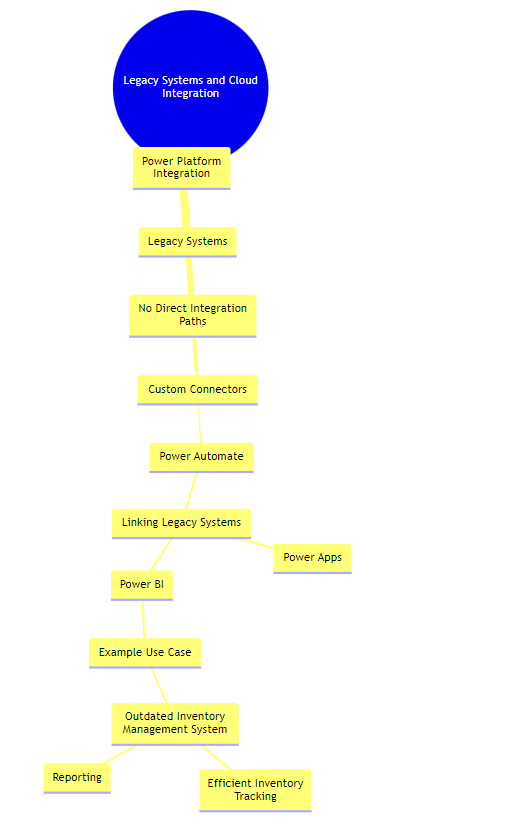 Legacy Systems and Cloud
Integration
Power Platform
Integration
Legacy Systems
No Direct Integration
Paths
Custom Connectors
Power Automate
Linking Legacy Systems
Power Apps
Power BI
Example Use Case
Outdated Inventory
Management System
Reporting
Efficient Inventory
Tracking